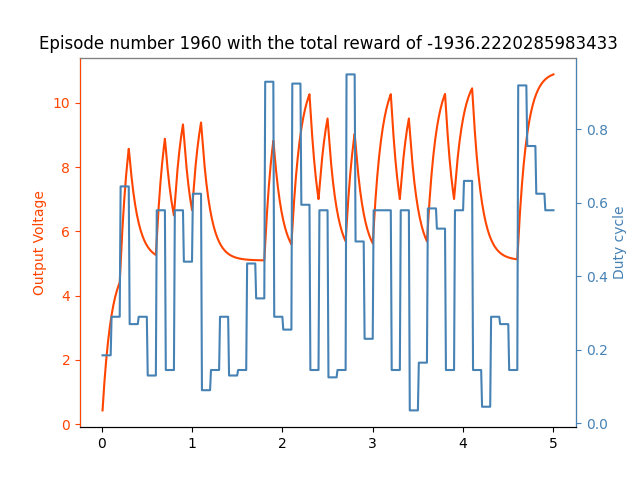 Episode number 1960 with the total reward of -1936.2220285983433
Output Voltage
10
8
6
4
2
0
0 1 2 3 4 5
0.8
0.6
0.4
0.2
0.0
Duty cycle